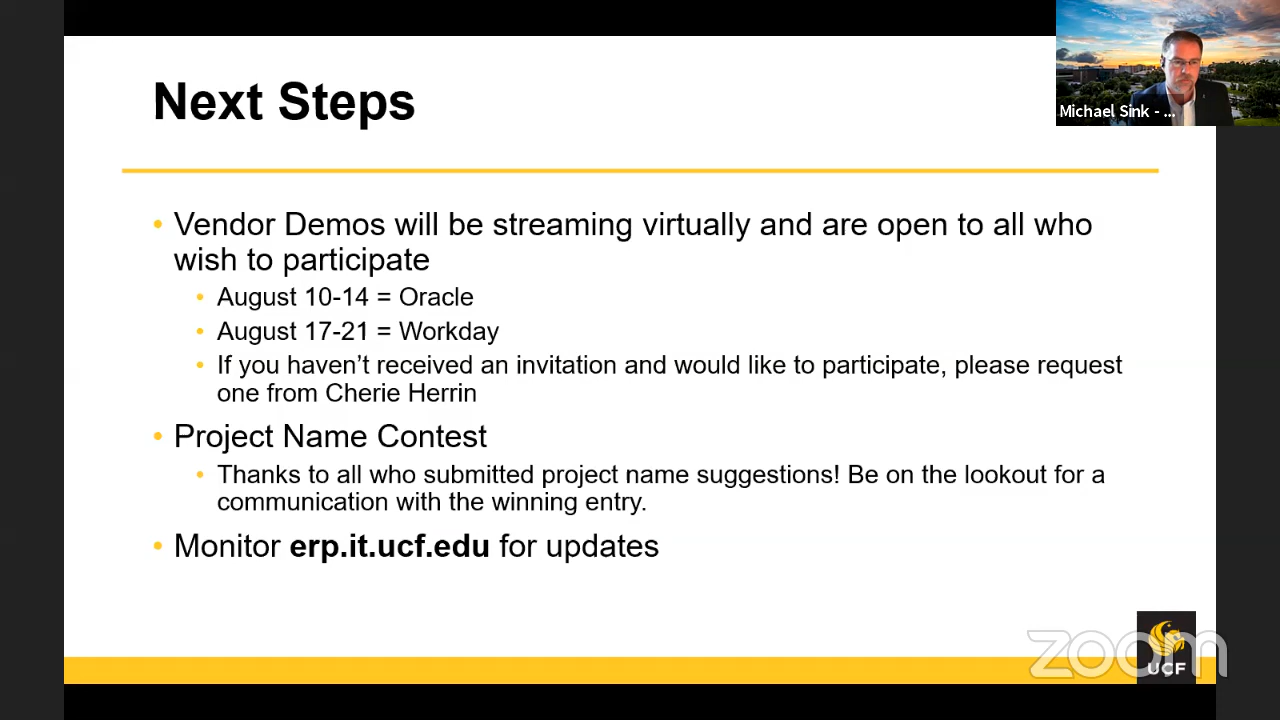 Next Steps
Michael Sink - ...
• Vendor Demos will be streaming virtually and are open to all who
wish to participate
• August 10-14 = Oracle
• August 17-21 = Workday
• If you haven’t received an invitation and would like to participate, please request
one from Cherie Herrin
• Project Name Contest
• Thanks to all who submitted project name suggestions! Be on the lookout for a
communication with the winning entry.
• Monitor erp.it.ucf.edu for updates
zoom
UCF